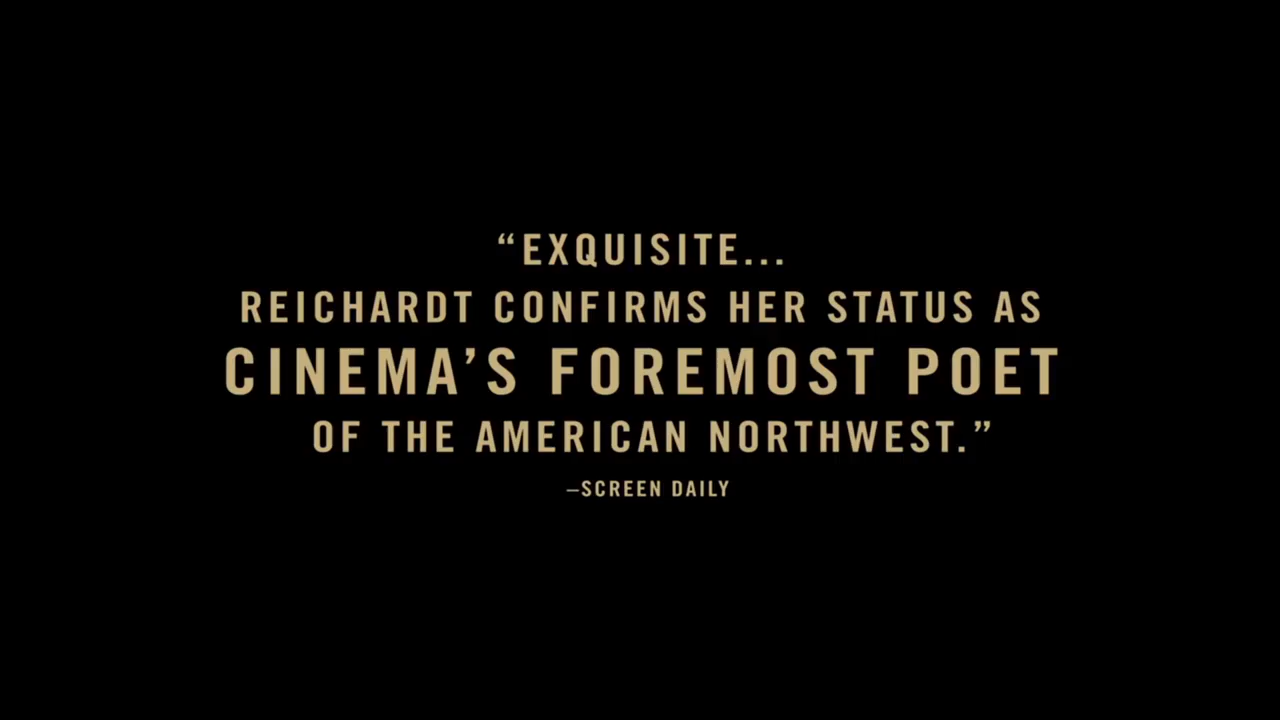 “EXQUISITE...
REICHARDT CONFIRMS HER STATUS AS
CINEMA’S FOREMOST POET
OF THE AMERICAN NORTHWEST.”
–SCREEN DAILY